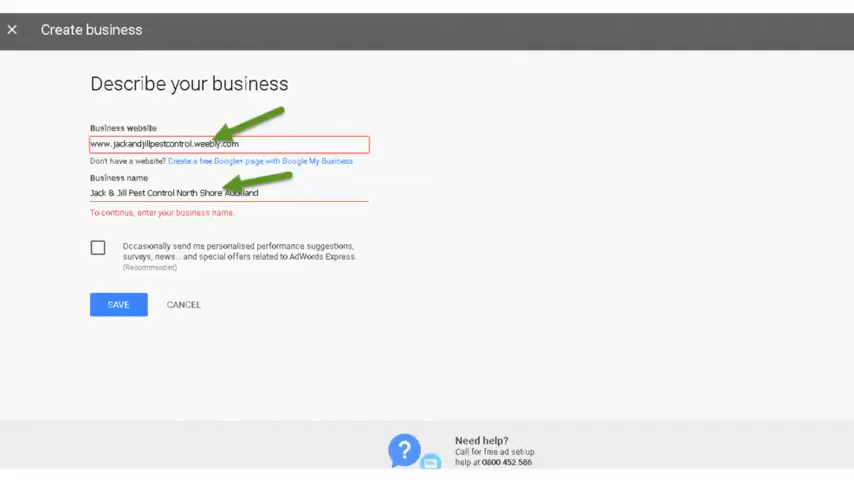 Create business
Describe your business
Business website
www.jackandjillpestcontrol.weebly.com
Don't have a website? Create a free Google+ page with Google My Business
Business name
Jack & Jill Pest Control North Shore Auckland
To continue, enter your business name.
Occasionally send me personalised performance suggestions,
surveys, news... and special offers related to AdWords Express.
(Recommended)
SAVE CANCEL
Need help?
Call for free ad set-up
help at 0800 452 586